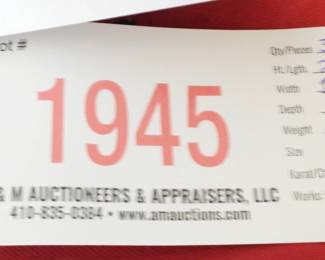 ot #
1945
& M AUCTIONEERS & APPRAISERS, LLC
410-835-0384 • www.amauctions.com
Qty/Pieces
Ht./Lgth.
Width
Depth
Weight
Size
Karat/C
Works